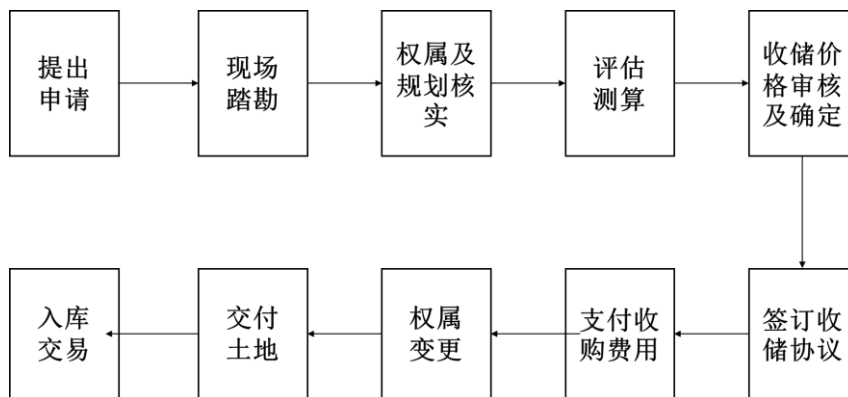 提出
申请
现场
踏勘
权属及
规划核
实
评估
测算
收储价
格审核
及确定
签订收
储协议
支付收
购费用
权属
变更
交付
土地
入库
交易